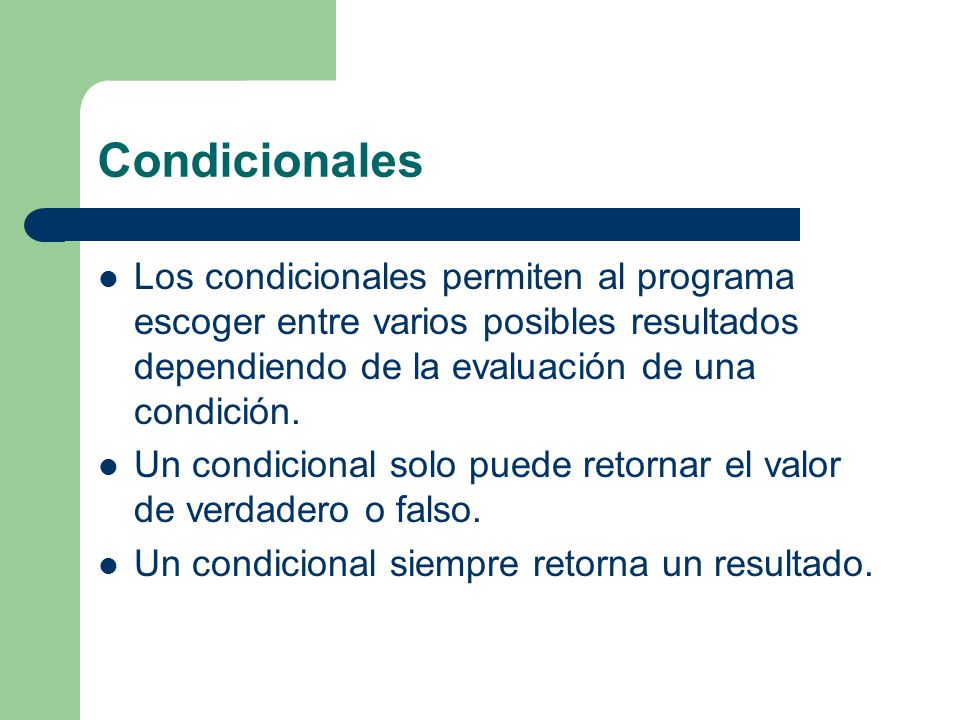 Condicionales
Los condicionales permiten al programa
escoger entre varios posibles resultados
dependiendo de la evaluación de una
condición.
Un condicional solo puede retornar el valor
de verdadero o falso.
Un condicional siempre retorna un resultado.